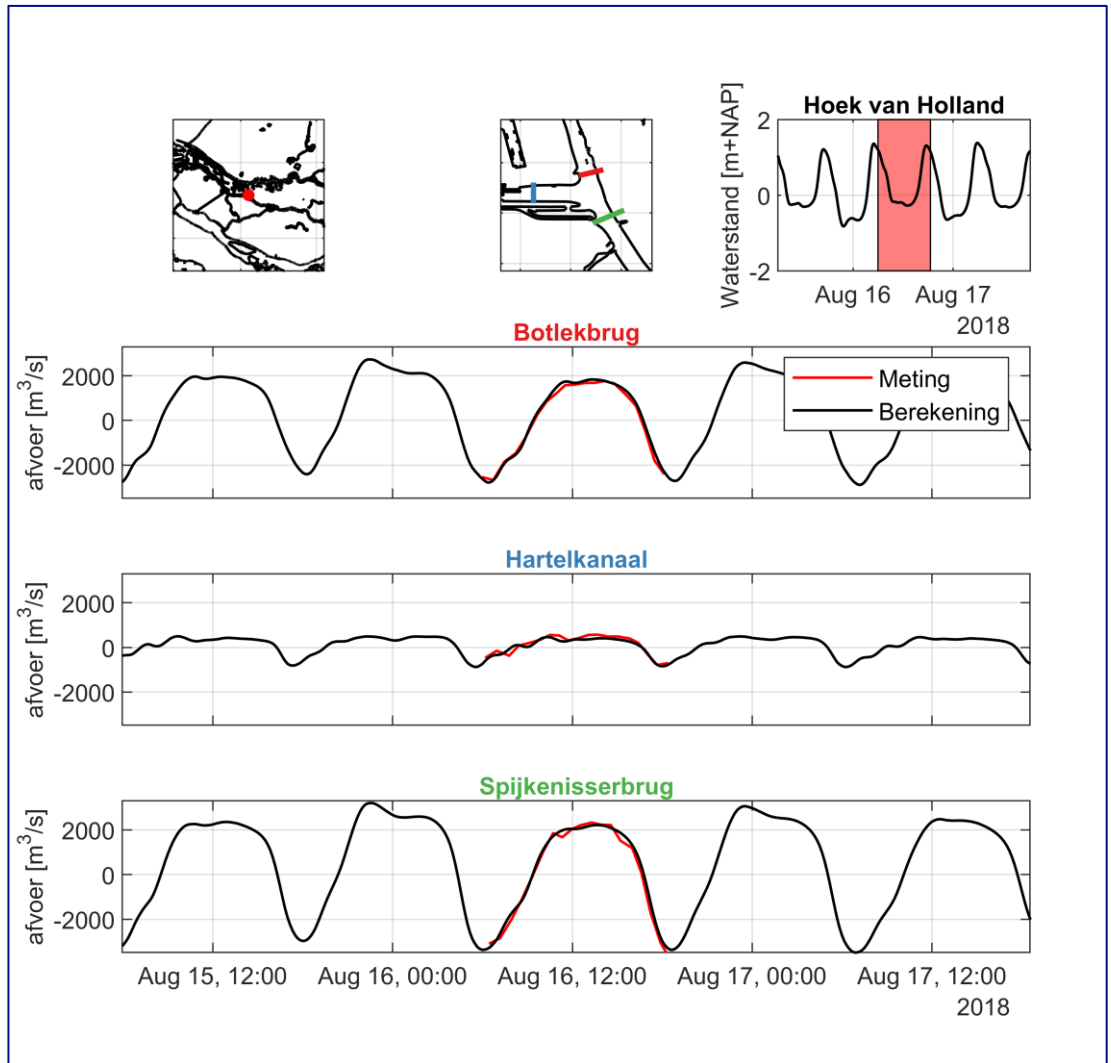 Hoek van Holland
Waterstand [m+NAP]
2
0
-2
Aug 16
Aug 17
2018
Botlekbrug
afvoer [m³/s]
2000
0
-2000
Meting
Berekening
Hartelkanaal
afvoer [m³/s]
2000
0
-2000
Spijkenisserbrug
afvoer [m³/s]
2000
0
-2000
Aug 15, 12:00
Aug 16, 00:00
Aug 16, 12:00
Aug 17, 00:00
Aug 17, 12:00
2018